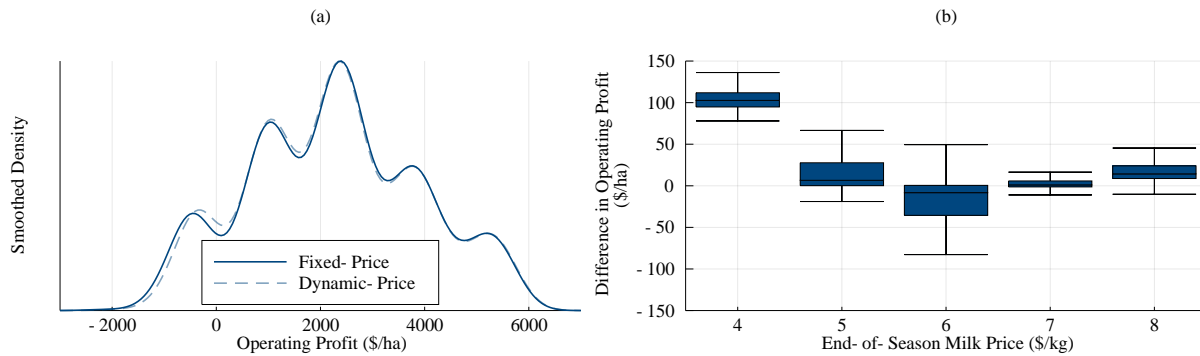 (a)
Smoothed Density
Fixed- Price
Dynamic- Price
- 2000 0 2000 4000 6000
Operating Profit ($/ha)
(b)
Difference in Operating Profit
($/ha)
150
100
50
0
- 50
- 100
- 150
4 5 6 7 8
End- of- Season Milk Price ($/kg)